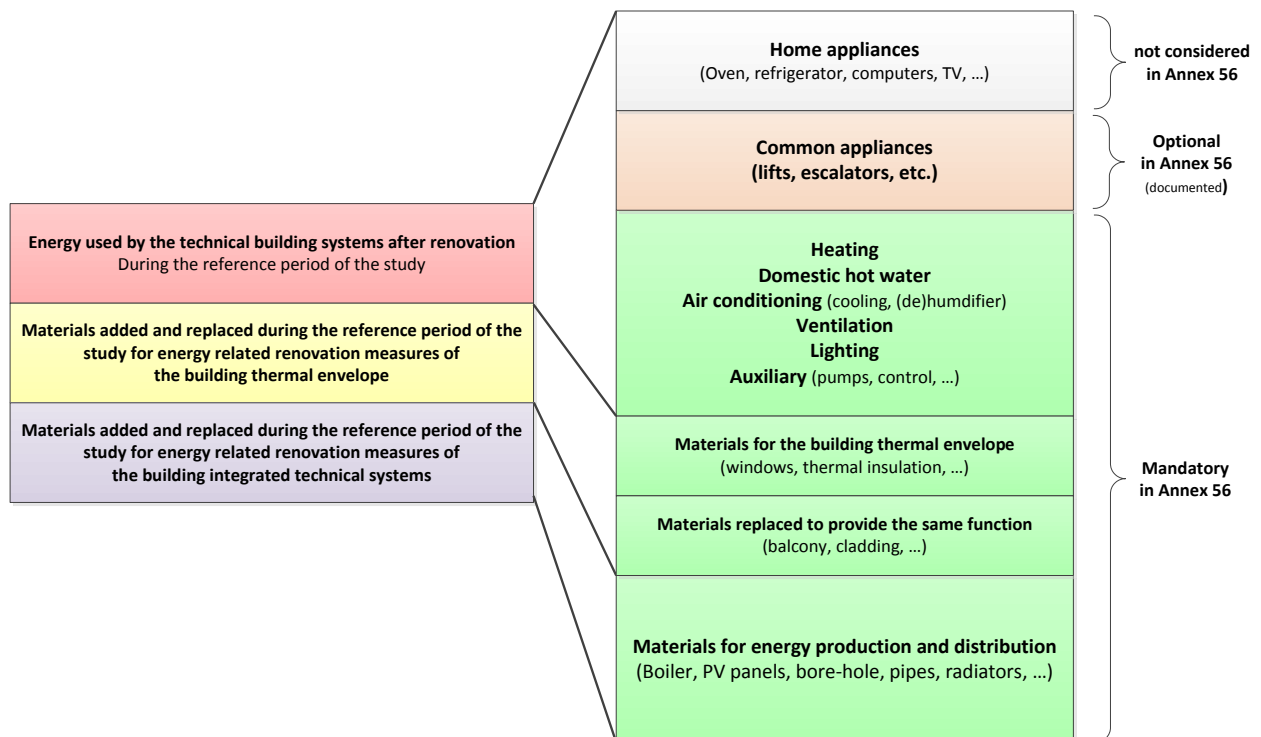 Energy used by the technical building systems after renovation
During the reference period of the study
Materials added and replaced during the reference period of the
study for energy related renovation measures of
the building thermal envelope
Materials added and replaced during the reference period of the
study for energy related renovation measures of
the building integrated technical systems
Home appliances
(Oven, refrigerator, computers, TV, …)
Common appliances
(lifts, escalators, etc.)
Heating
Domestic hot water
Air conditioning (cooling, (de)humdifier)
Ventilation
Lighting
Auxiliary (pumps, control, …)
Materials for the building thermal envelope
(windows, thermal insulation, …)
Materials replaced to provide the same function
(balcony, cladding, …)
Materials for energy production and distribution
(Boiler, PV panels, bore-hole, pipes, radiators, …)
not considered
in Annex 56
Optional
in Annex 56
(documented)
Mandatory
in Annex 56